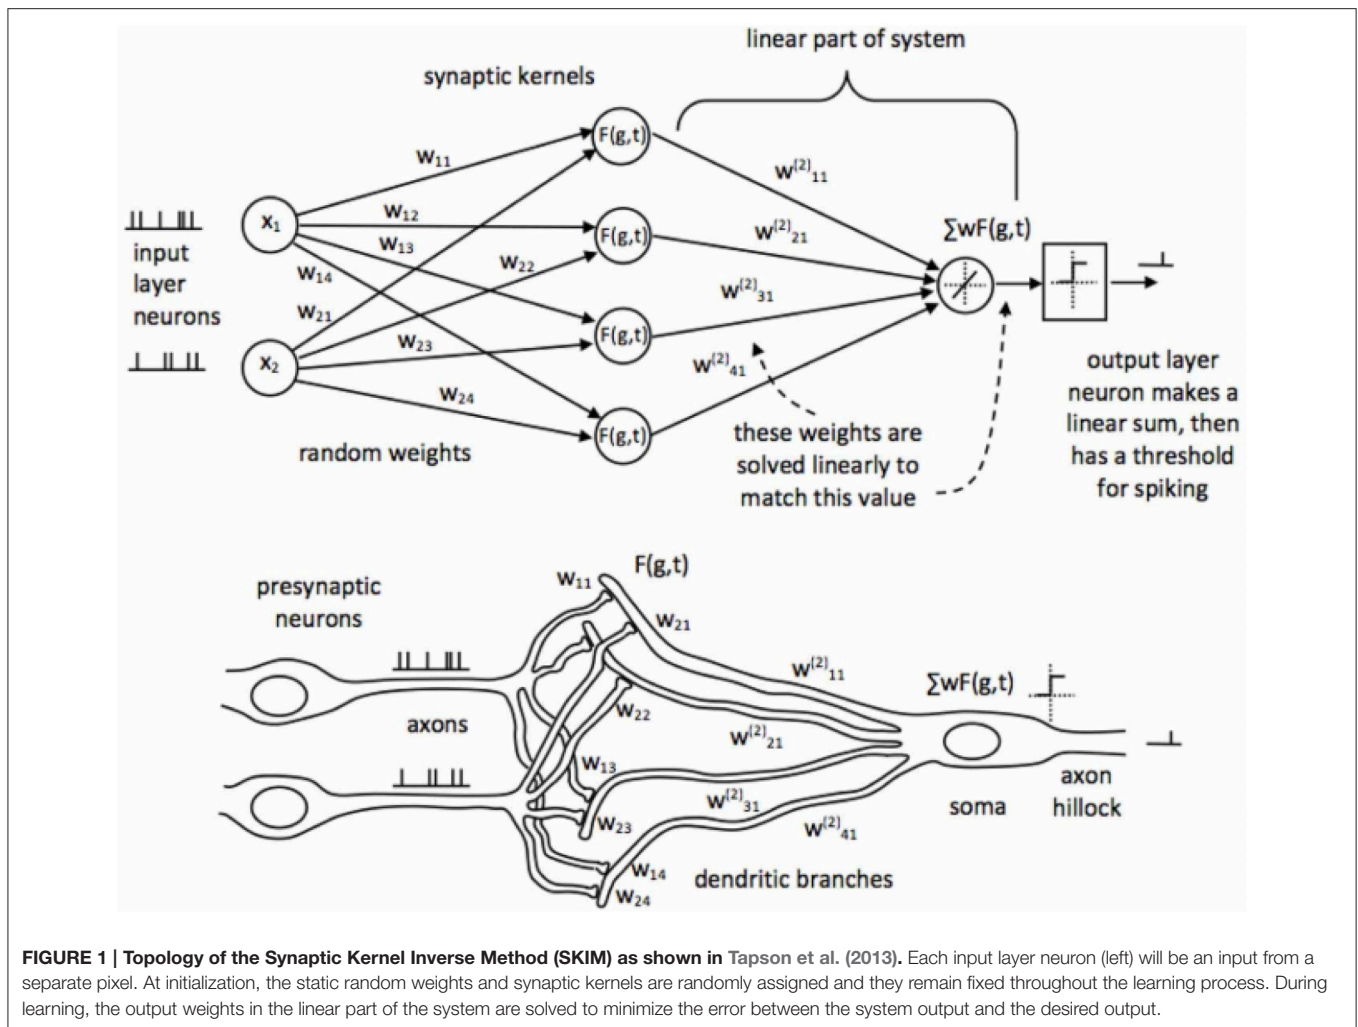 linear part of system
synaptic kernels
F(g,t)
w11
w(2)11
x1
w12
F(g,t)
w(2)21
∑wF(g,t)
input
layer
neurons
w13
w14
w22
w(2)31
w21
x2
w23
F(g,t)
w(2)41
w24
F(g,t)
random weights
these weights are
solved linearly to
match this value
output layer
neuron makes a
linear sum, then
has a threshold
for spiking
presynaptic
neurons
F(g,t)
w11
w21
w(2)11
∑wF(g,t)
axons
w22
w(2)21
w13
w(2)31
w23
w(2)41
soma
axon
hillock
w14
w24
dendritic branches
FIGURE 1 | Topology of the Synaptic Kernel Inverse Method (SKIM) as shown in Tapson et al. (2013). Each input layer neuron (left) will be an input from a
separate pixel. At initialization, the static random weights and synaptic kernels are randomly assigned and they remain fixed throughout the learning process. During
learning, the output weights in the linear part of the system are solved to minimize the error between the system output and the desired output.